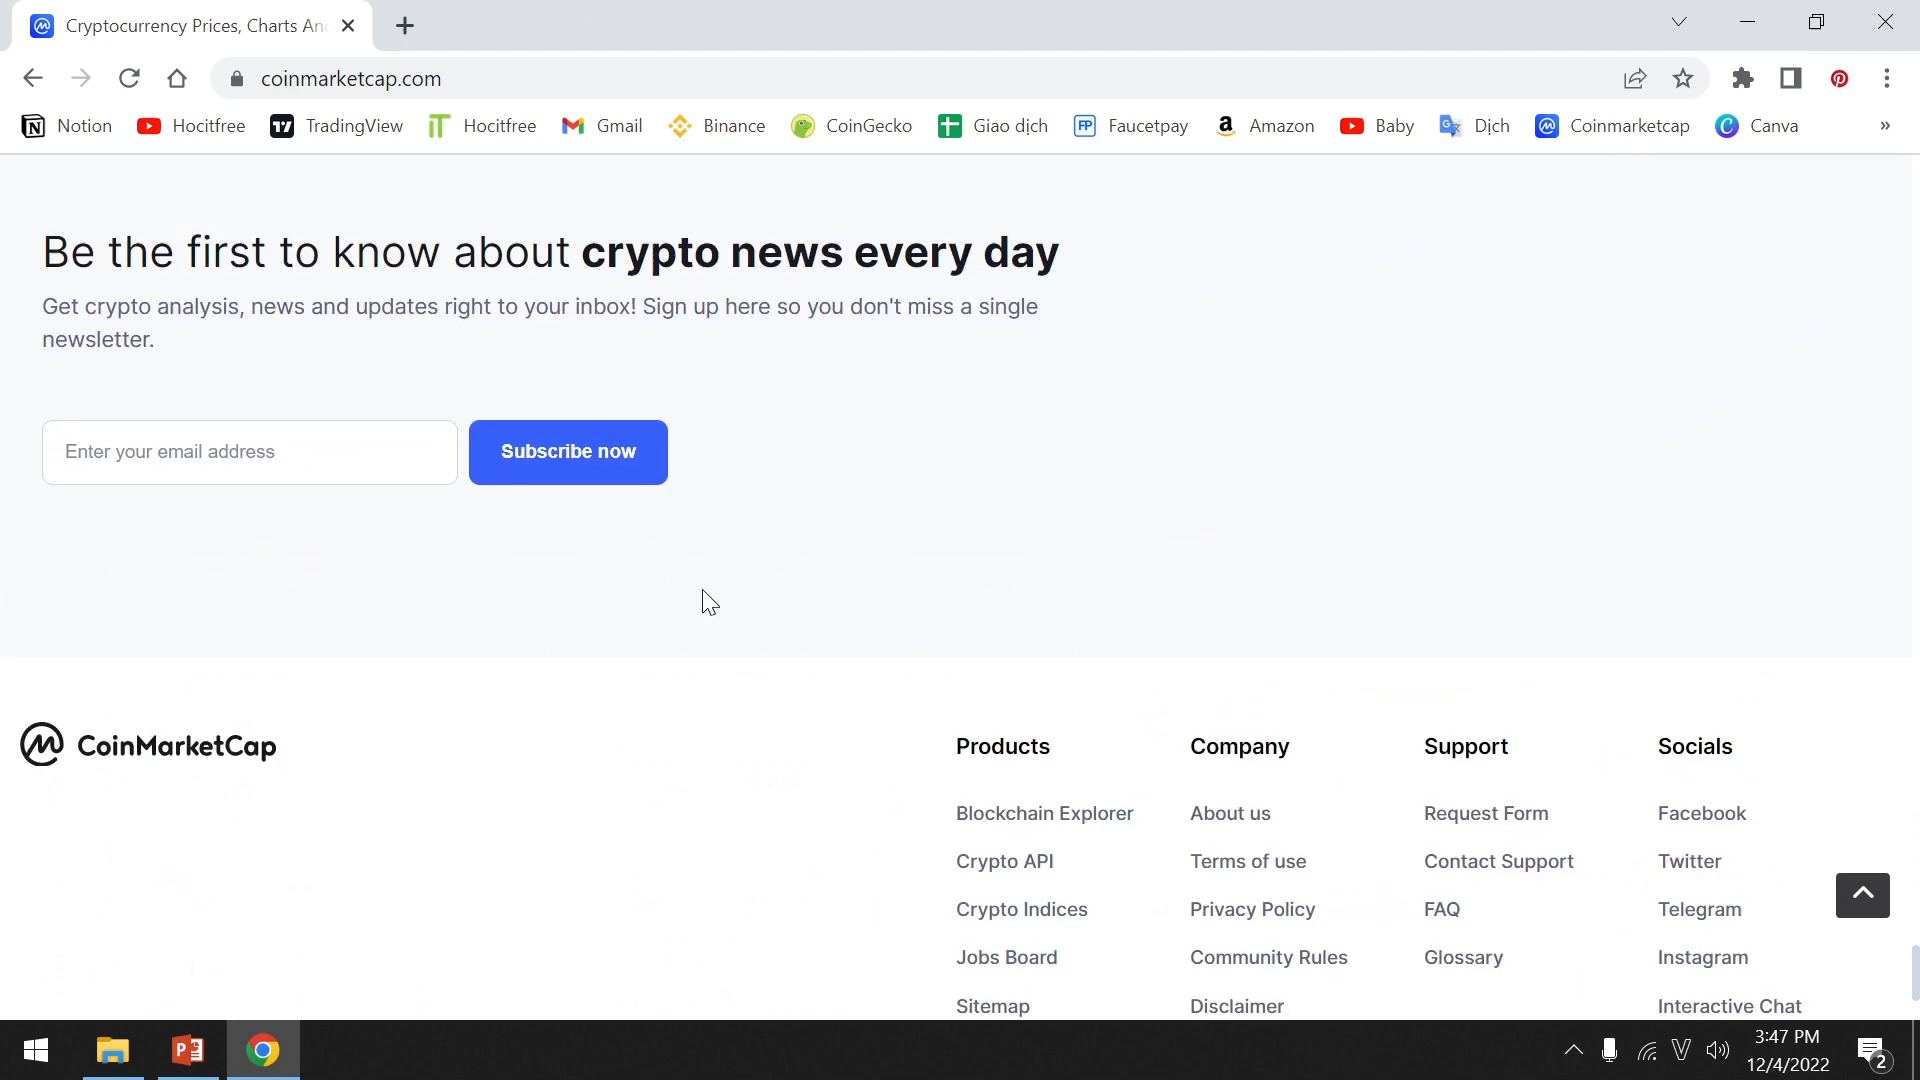 Cryptocurrency Prices, Charts An
coinmarketcap.com
Notion Hocitfree TradingView Hocitfree Gmail Binance CoinGecko Giao dịch FP Faucetpay Amazon Baby Dịch Coinmarketcap Canva »
Be the first to know about crypto news every day
Get crypto analysis, news and updates right to your inbox! Sign up here so you don't miss a single
newsletter.
Enter your email address Subscribe now
CoinMarketCap
Products Company Support Socials
Blockchain Explorer About us Request Form Facebook
Crypto API Terms of use Contact Support Twitter
Crypto Indices Privacy Policy FAQ Telegram
Jobs Board Community Rules Glossary Instagram
Sitemap Disclaimer Interactive Chat
3:47 PM
12/4/2022
V
2